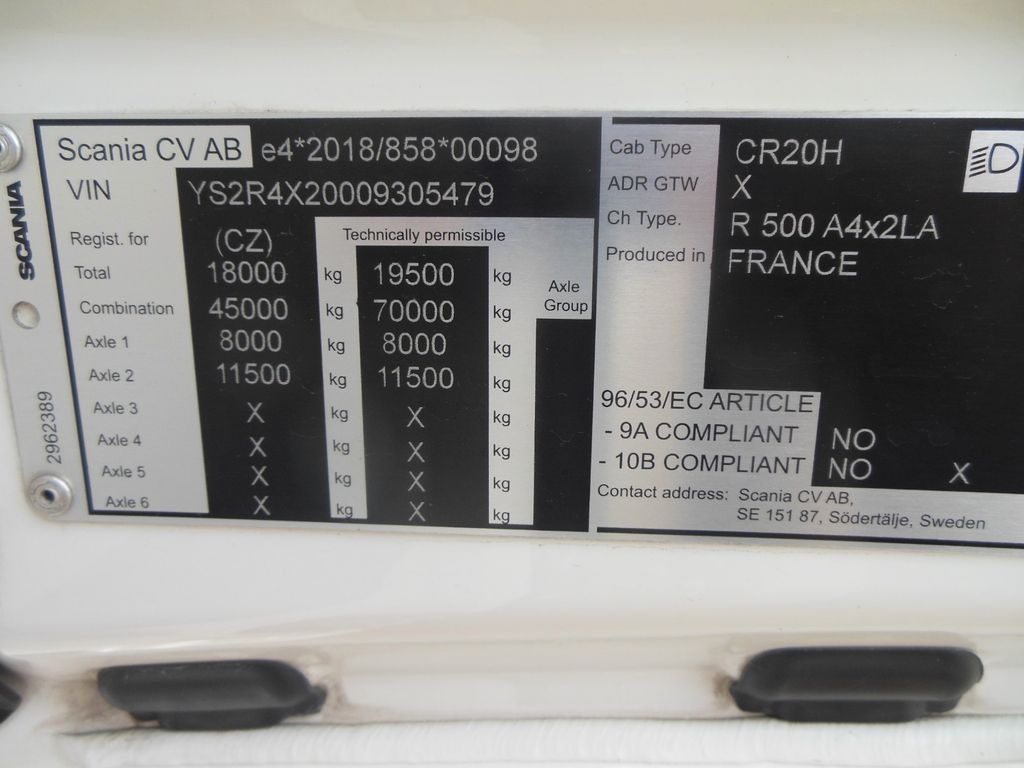 Scania CV AB e4*2018/858*00098
VIN YS2R4X20009305479
Regist. for (CZ) Technically permissible
Total 18000 kg 19500 kg
Axle Group
Combination 45000 kg 70000 kg
Axle 1 8000 kg 8000 kg
Axle 2 11500 kg 11500 kg
Axle 3 X kg X kg
Axle 4 X kg X kg
Axle 5 X kg X kg
Axle 6 X kg X kg
Cab Type CR20H
ADR GTW X
Ch Type. R 500 A4x2LA
Produced in FRANCE
96/53/EC ARTICLE
- 9A COMPLIANT NO
- 10B COMPLIANT NO X
Contact address: Scania CV AB,
SE 151 87, Södertälje, Sweden
SCANIA
2962389